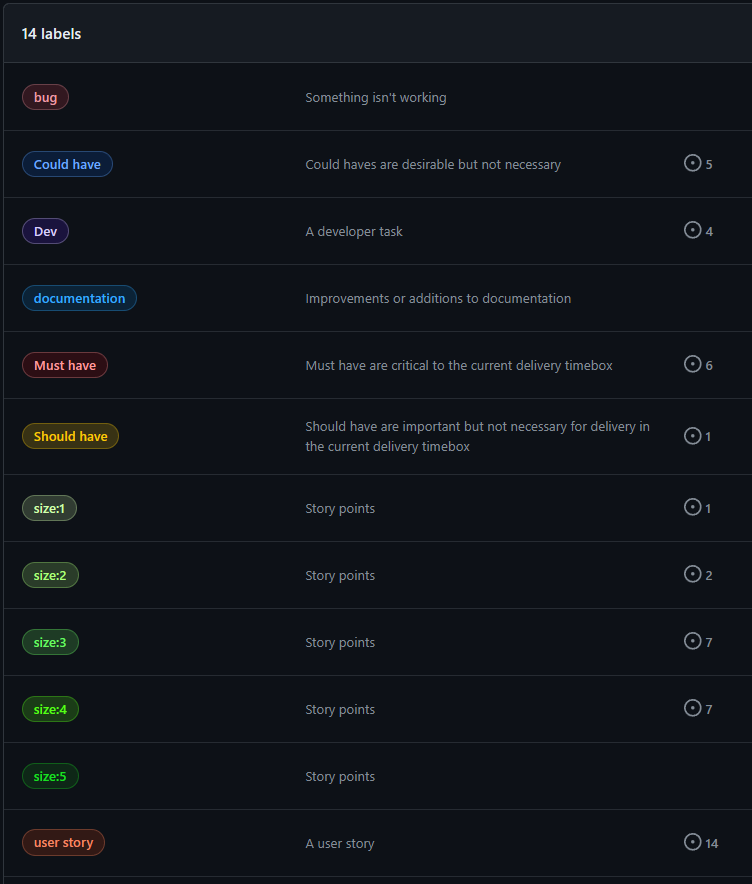 14 labels
bug Something isn't working
Could have Could haves are desirable but not necessary 5
Dev A developer task 4
documentation Improvements or additions to documentation
Must have Must have are critical to the current delivery timebox 6
Should have Should have are important but not necessary for delivery in
the current delivery timebox 1
size:1 Story points 1
size:2 Story points 2
size:3 Story points 7
size:4 Story points 7
size:5 Story points
user story A user story 14